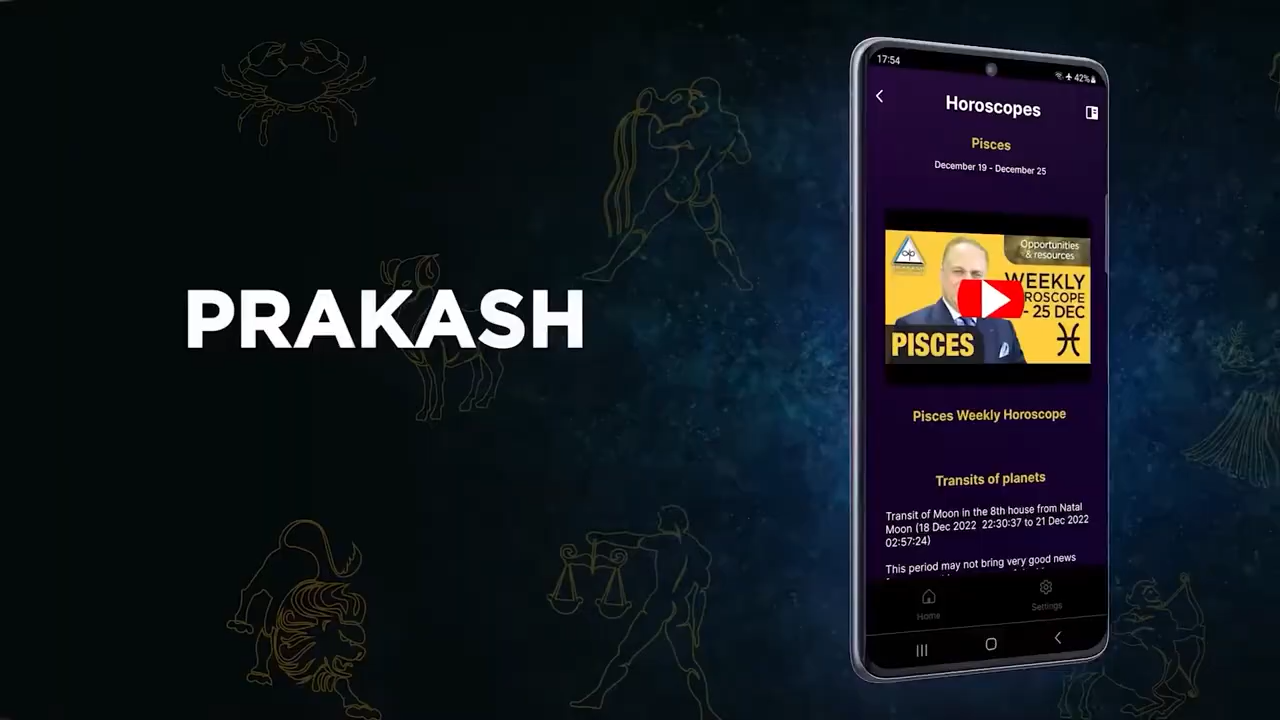 PRAKASH
17:54
42%
Horoscopes
Pisces
December 19 - December 25
Opportunities
& resources
WEEKLY
ROSCOPE
- 25 DEC
PISCES
Pisces Weekly Horoscope
Transits of planets
Transit of Moon in the 8th house from Natal
Moon (18 Dec 2022 22:30:37 to 21 Dec 2022
02:57:24)
This period may not bring very good news
Home
Settings